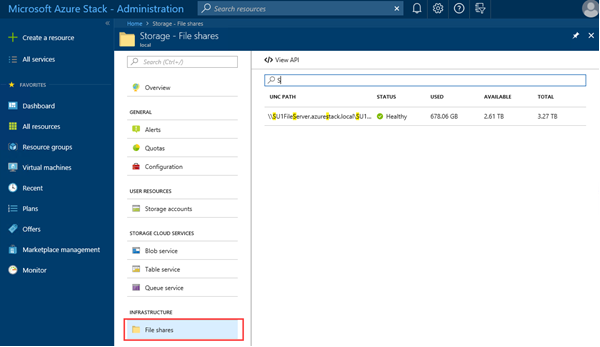 Microsoft Azure Stack - Administration
Search resources
Home > Storage - File shares
Storage - File shares
local
Create a resource
All services
FAVORITES
Dashboard
All resources
Resource groups
Virtual machines
Recent
Plans
Offers
Marketplace management
Monitor
Search (Ctrl+/)
Overview
GENERAL
Alerts
Quotas
Configuration
USER RESOURCES
Storage accounts
STORAGE CLOUD SERVICES
Blob service
Table service
Queue service
INFRASTRUCTURE
File shares
</> View API
S
UNC PATH STATUS USED AVAILABLE TOTAL
\\SU1FileServer.azurestack.local\SU1... Healthy 678.06 GB 2.61 TB 3.27 TB